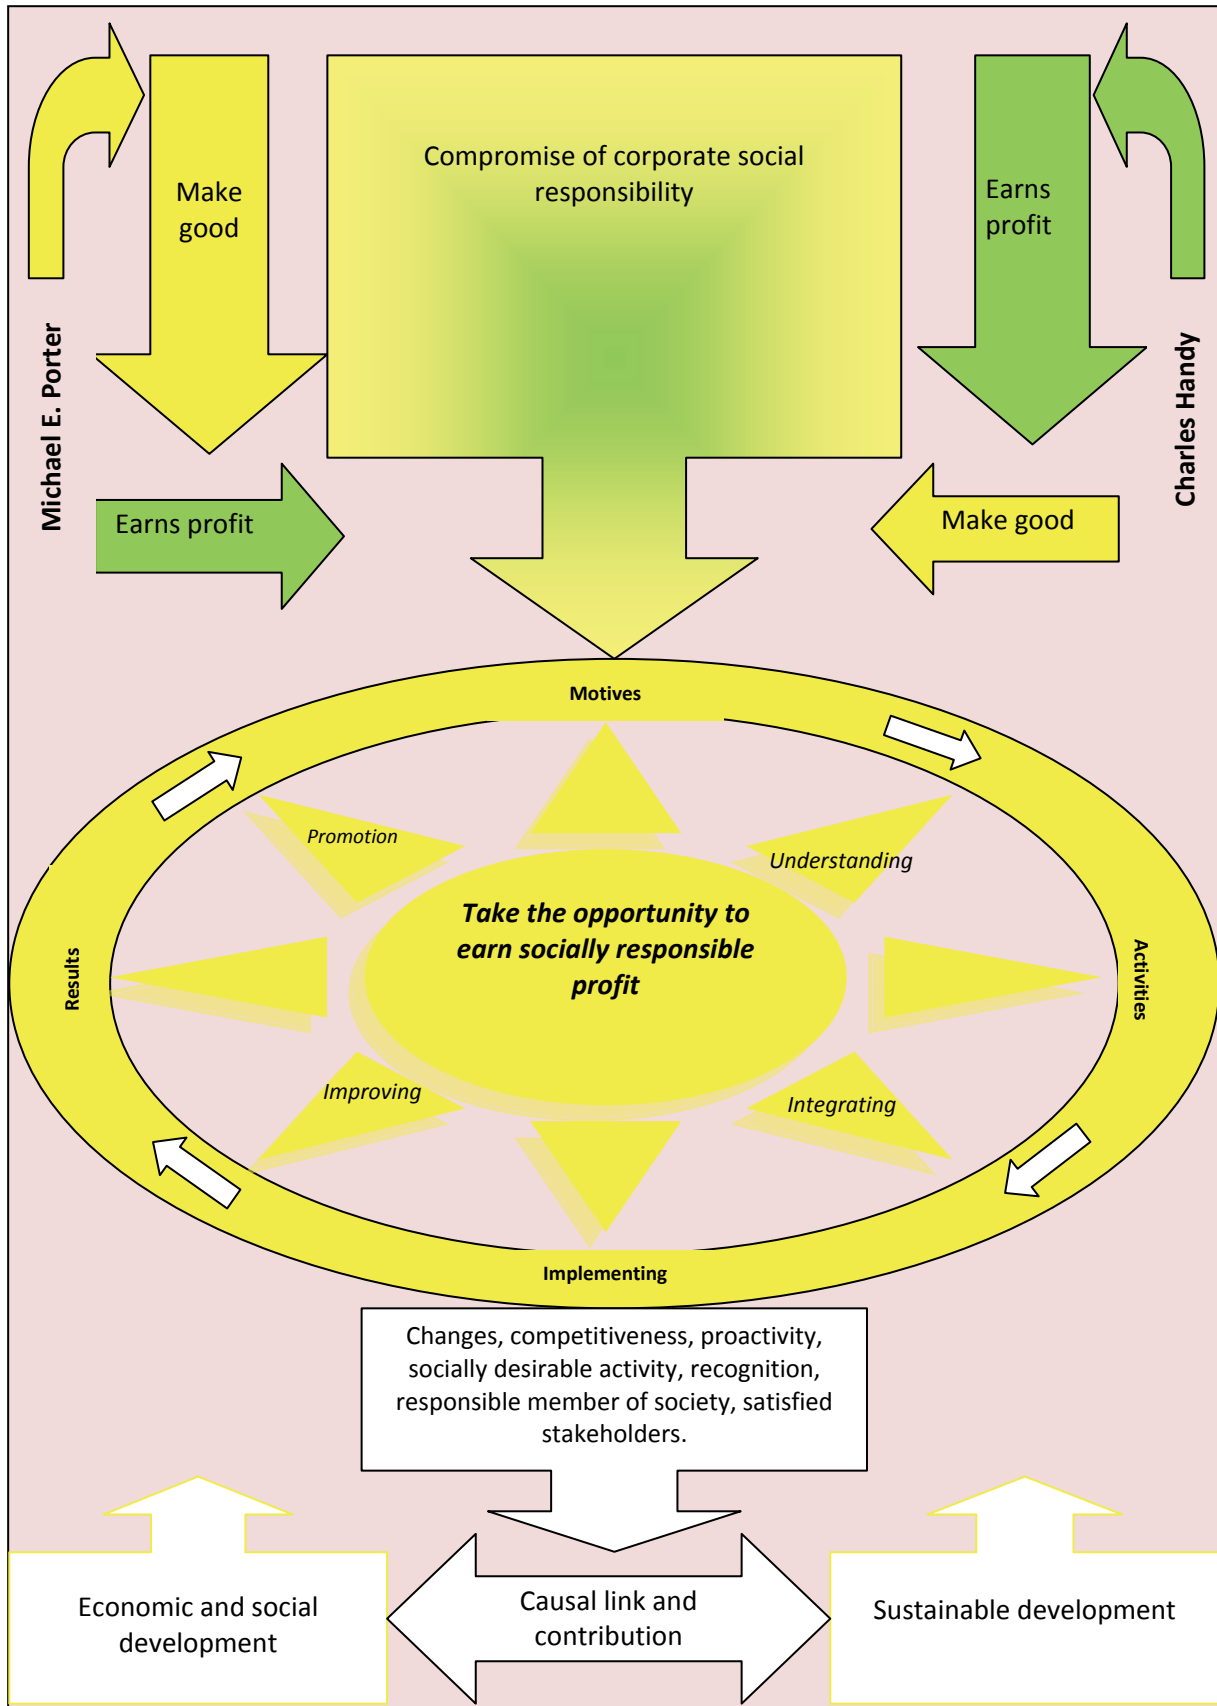 Make
good
Compromise of corporate social
responsibility
Earns
profit
Michael E. Porter
Charles Handy
Earns profit
Make good
Motives
Promotion
Understanding
Take the opportunity to
earn socially responsible
profit
Results
Activities
Improving
Integrating
Implementing
Changes, competitiveness, proactivity,
socially desirable activity, recognition,
responsible member of society, satisfied
stakeholders.
Economic and social
development
Causal link and
contribution
Sustainable development